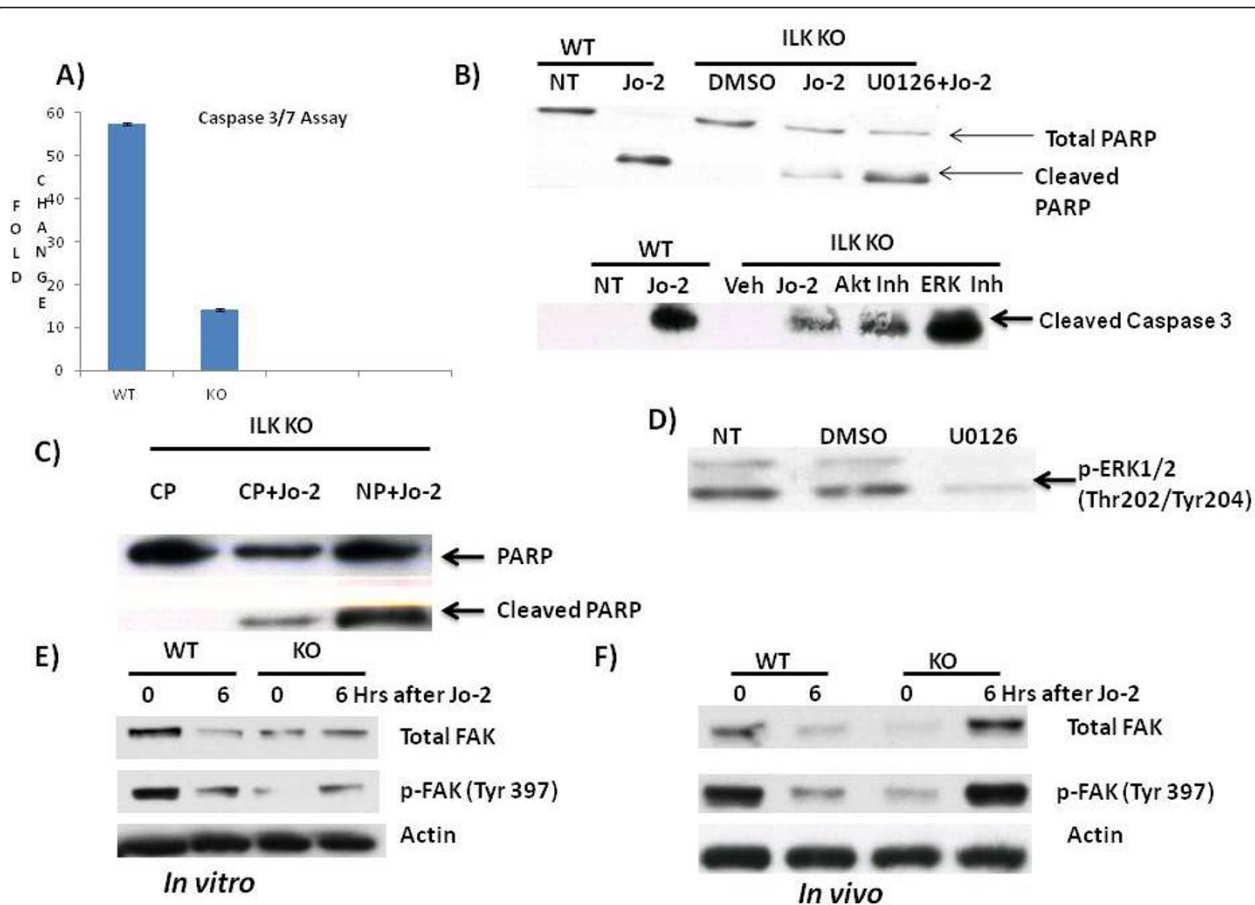 A)
Caspase 3/7 Assay
FOLD
CHANGE
60
50
40
30
20
10
0
WT KO
B)
WT ILK KO
NT Jo-2 DMSO Jo-2 U0126+Jo-2
Total PARP
Cleaved
PARP
WT ILK KO
NT Jo-2 Veh Jo-2 Akt Inh ERK Inh
Cleaved Caspase 3
C)
ILK KO
CP CP+Jo-2 NP+Jo-2
PARP
Cleaved PARP
D)
NT DMSO U0126
p-ERK1/2
(Thr202/Tyr204)
E)
WT KO
0 6 0 6 Hrs after Jo-2
Total FAK
p-FAK (Tyr 397)
Actin
In vitro
F)
WT KO
0 6 0 6 Hrs after Jo-2
Total FAK
p-FAK (Tyr 397)
Actin
In vivo